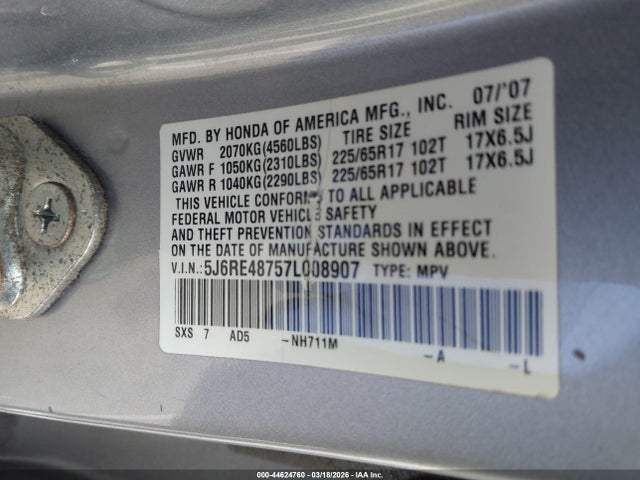 MFD. BY HONDA OF AMERICA MFG., INC. 07/'07
GVWR 2070KG(4560LBS) TIRE SIZE RIM SIZE
GAWR F 1050KG(2310LBS) 225/65R17 102T 17X6.5J
GAWR R 1040KG(2290LBS) 225/65R17 102T 17X6.5J
THIS VEHICLE CONFORMS TO ALL APPLICABLE
FEDERAL MOTOR VEHICLE SAFETY
AND THEFT PREVENTION STANDARDS IN EFFECT
ON THE DATE OF MANUFACTURE SHOWN ABOVE.
V.I.N.: 5J6RE48757L008907 TYPE: MPV
SXS 7 AD5 -NH711M -A -L
000-44624760 - 03/18/2026 - IAA Inc.